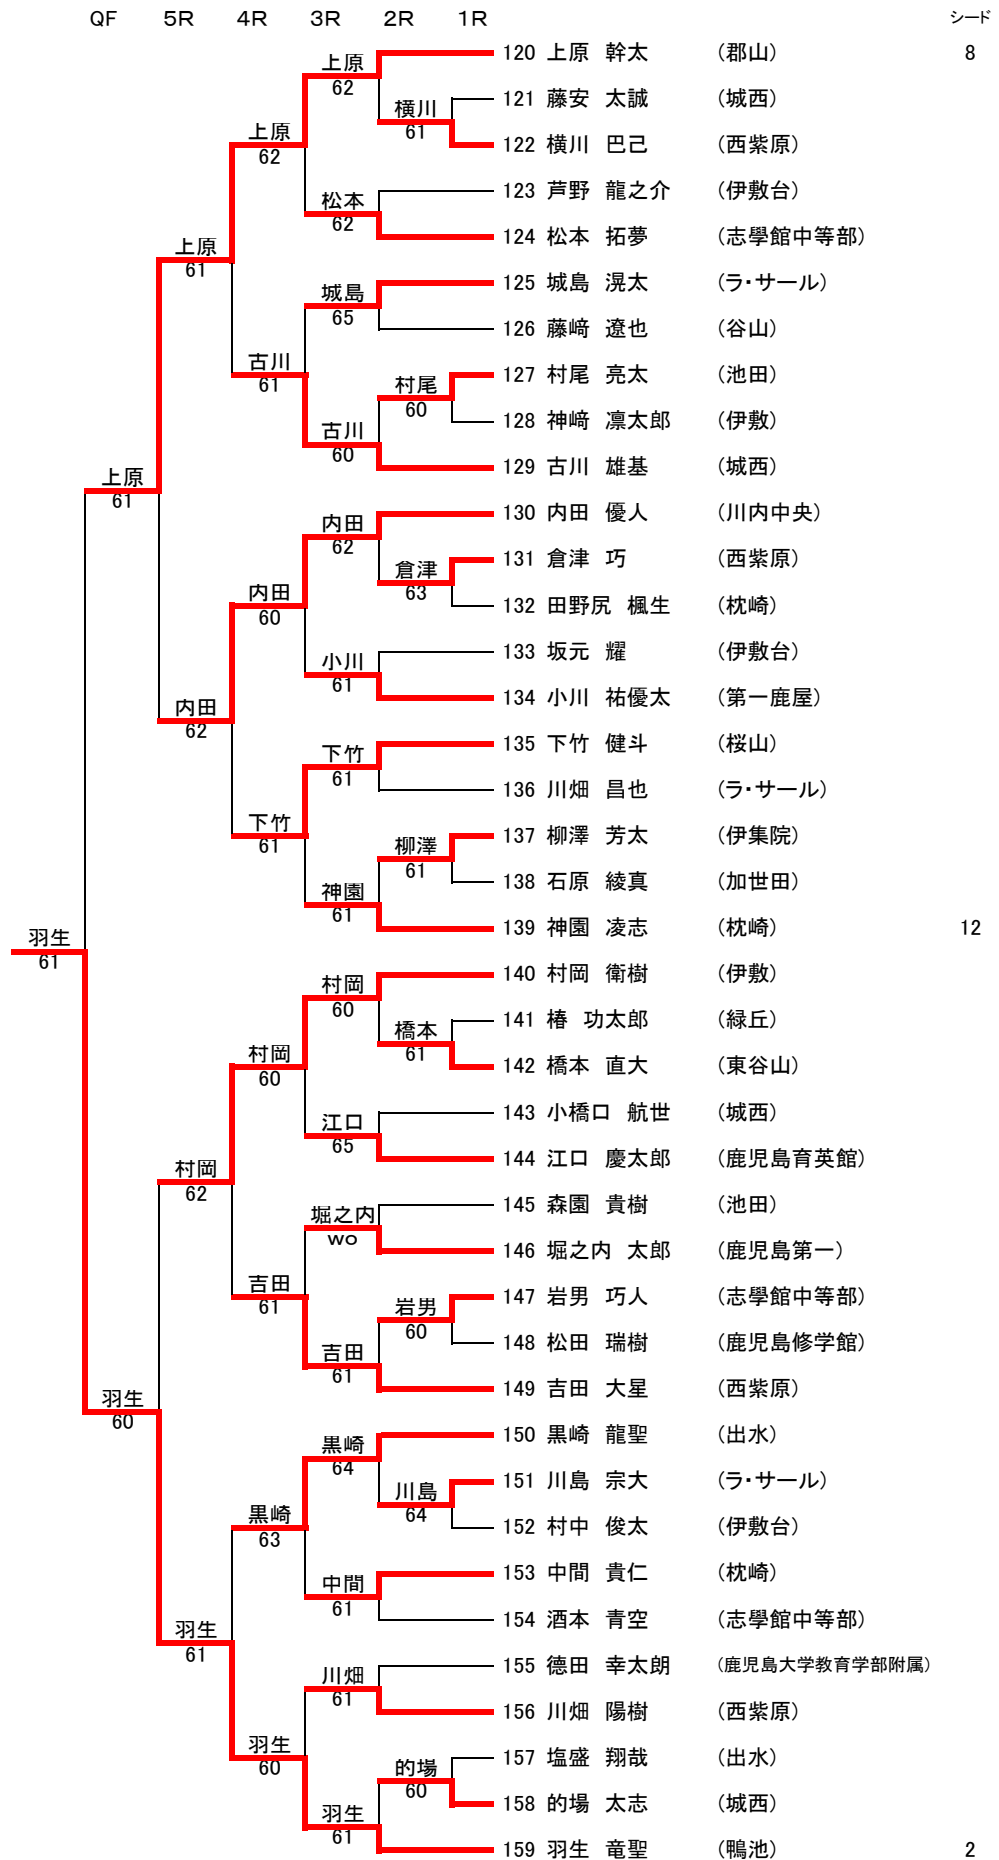 QF 5R 4R 3R 2R 1R シード
120 上原 幹太 (郡山) 8
上原
62
121 藤安 太誠 (城西)
横川
61
上原
62
122 横川 巴己 (西紫原)
123 芦野 龍之介 (伊敷台)
松本
62
124 松本 拓夢 (志學館中等部)
上原
61
125 城島 滉太 (ラ・サール)
城島
65
126 藤﨑 遼也 (谷山)
古川
61
127 村尾 亮太 (池田)
村尾
60
128 神﨑 凛太郎 (伊敷)
古川
60
129 古川 雄基 (城西)
上原
61
130 内田 優人 (川内中央)
内田
62
131 倉津 巧 (西紫原)
倉津
63
内田
60
132 田野尻 楓生 (枕崎)
133 坂元 耀 (伊敷台)
小川
61
134 小川 祐優太 (第一鹿屋)
内田
62
135 下竹 健斗 (桜山)
下竹
61
136 川畑 昌也 (ラ・サール)
下竹
61
137 柳澤 芳太 (伊集院)
柳澤
61
138 石原 綾真 (加世田)
神園
61
139 神園 凌志 (枕崎) 12
羽生
61
140 村岡 衛樹 (伊敷)
村岡
60
141 椿 功太郎 (緑丘)
橋本
61
村岡
60
142 橋本 直大 (東谷山)
143 小橋口 航世 (城西)
江口
65
144 江口 慶太郎 (鹿児島育英館)
村岡
62
145 森園 貴樹 (池田)
堀之内
wo
146 堀之内 太郎 (鹿児島第一)
吉田
61
147 岩男 巧人 (志學館中等部)
岩男
60
148 松田 瑞樹 (鹿児島修学館)
吉田
61
149 吉田 大星 (西紫原)
羽生
60
150 黒崎 龍聖 (出水)
黒崎
64
151 川島 宗大 (ラ・サール)
川島
64
黒崎
63
152 村中 俊太 (伊敷台)
153 中間 貴仁 (枕崎)
中間
61
154 酒本 青空 (志學館中等部)
羽生
61
155 德田 幸太朗 (鹿児島大学教育学部附属)
川畑
61
156 川畑 陽樹 (西紫原)
羽生
60
157 塩盛 翔哉 (出水)
的場
60
158 的場 太志 (城西)
羽生
61
159 羽生 竜聖 (鴨池) 2